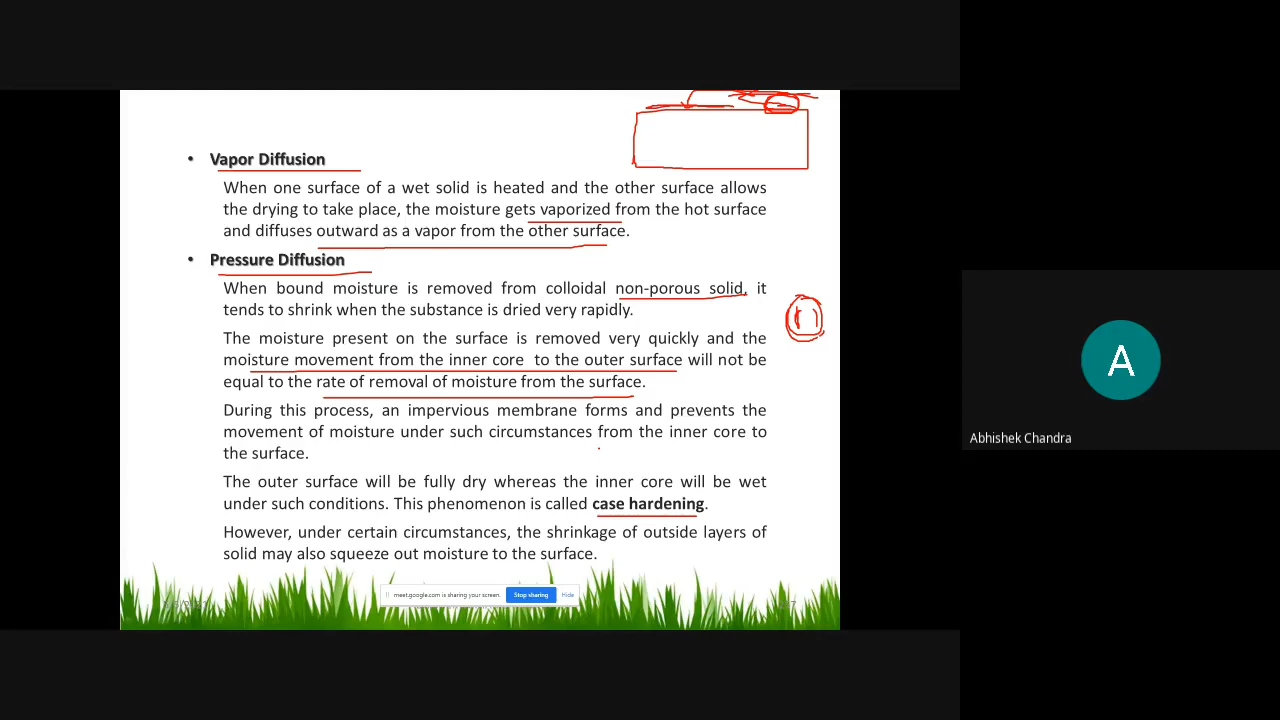 • Vapor Diffusion
When one surface of a wet solid is heated and the other surface allows
the drying to take place, the moisture gets vaporized from the hot surface
and diffuses outward as a vapor from the other surface.
• Pressure Diffusion
When bound moisture is removed from colloidal non-porous solid, it
tends to shrink when the substance is dried very rapidly.
The moisture present on the surface is removed very quickly and the
moisture movement from the inner core to the outer surface will not be
equal to the rate of removal of moisture from the surface.
During this process, an impervious membrane forms and prevents the
movement of moisture under such circumstances from the inner core to
the surface.
The outer surface will be fully dry whereas the inner core will be wet
under such conditions. This phenomenon is called case hardening.
However, under certain circumstances, the shrinkage of outside layers of
solid may also squeeze out moisture to the surface.
meet.google.com is sharing your screen. Stop sharing Hide
A
Abhishek Chandra